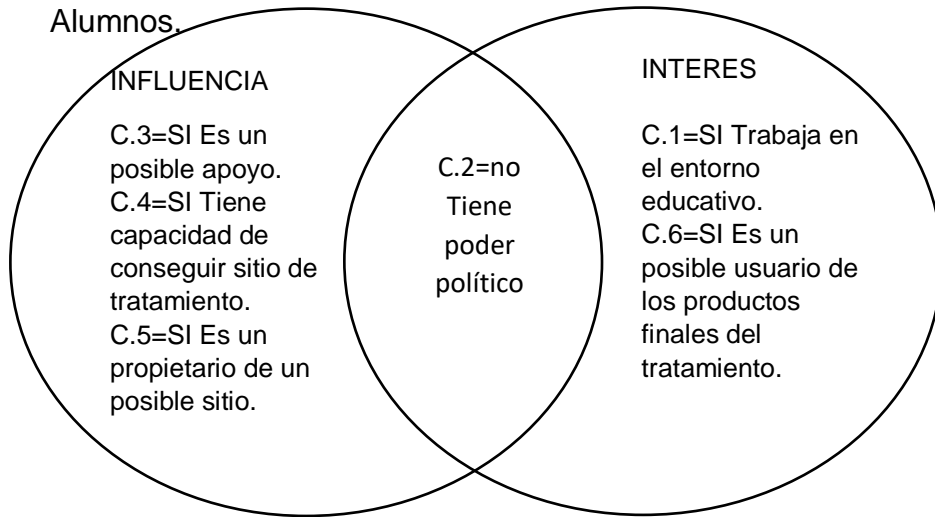 Alumnos.
INFLUENCIA
C.3=SI Es un
posible apoyo.
C.4=SI Tiene
capacidad de
conseguir sitio de
tratamiento.
C.5=SI Es un
propietario de un
posible sitio.
C.2=no
Tiene
poder
político
INTERES
C.1=SI Trabaja en
el entorno
educativo.
C.6=SI Es un
posible usuario de
los productos
finales del
tratamiento.